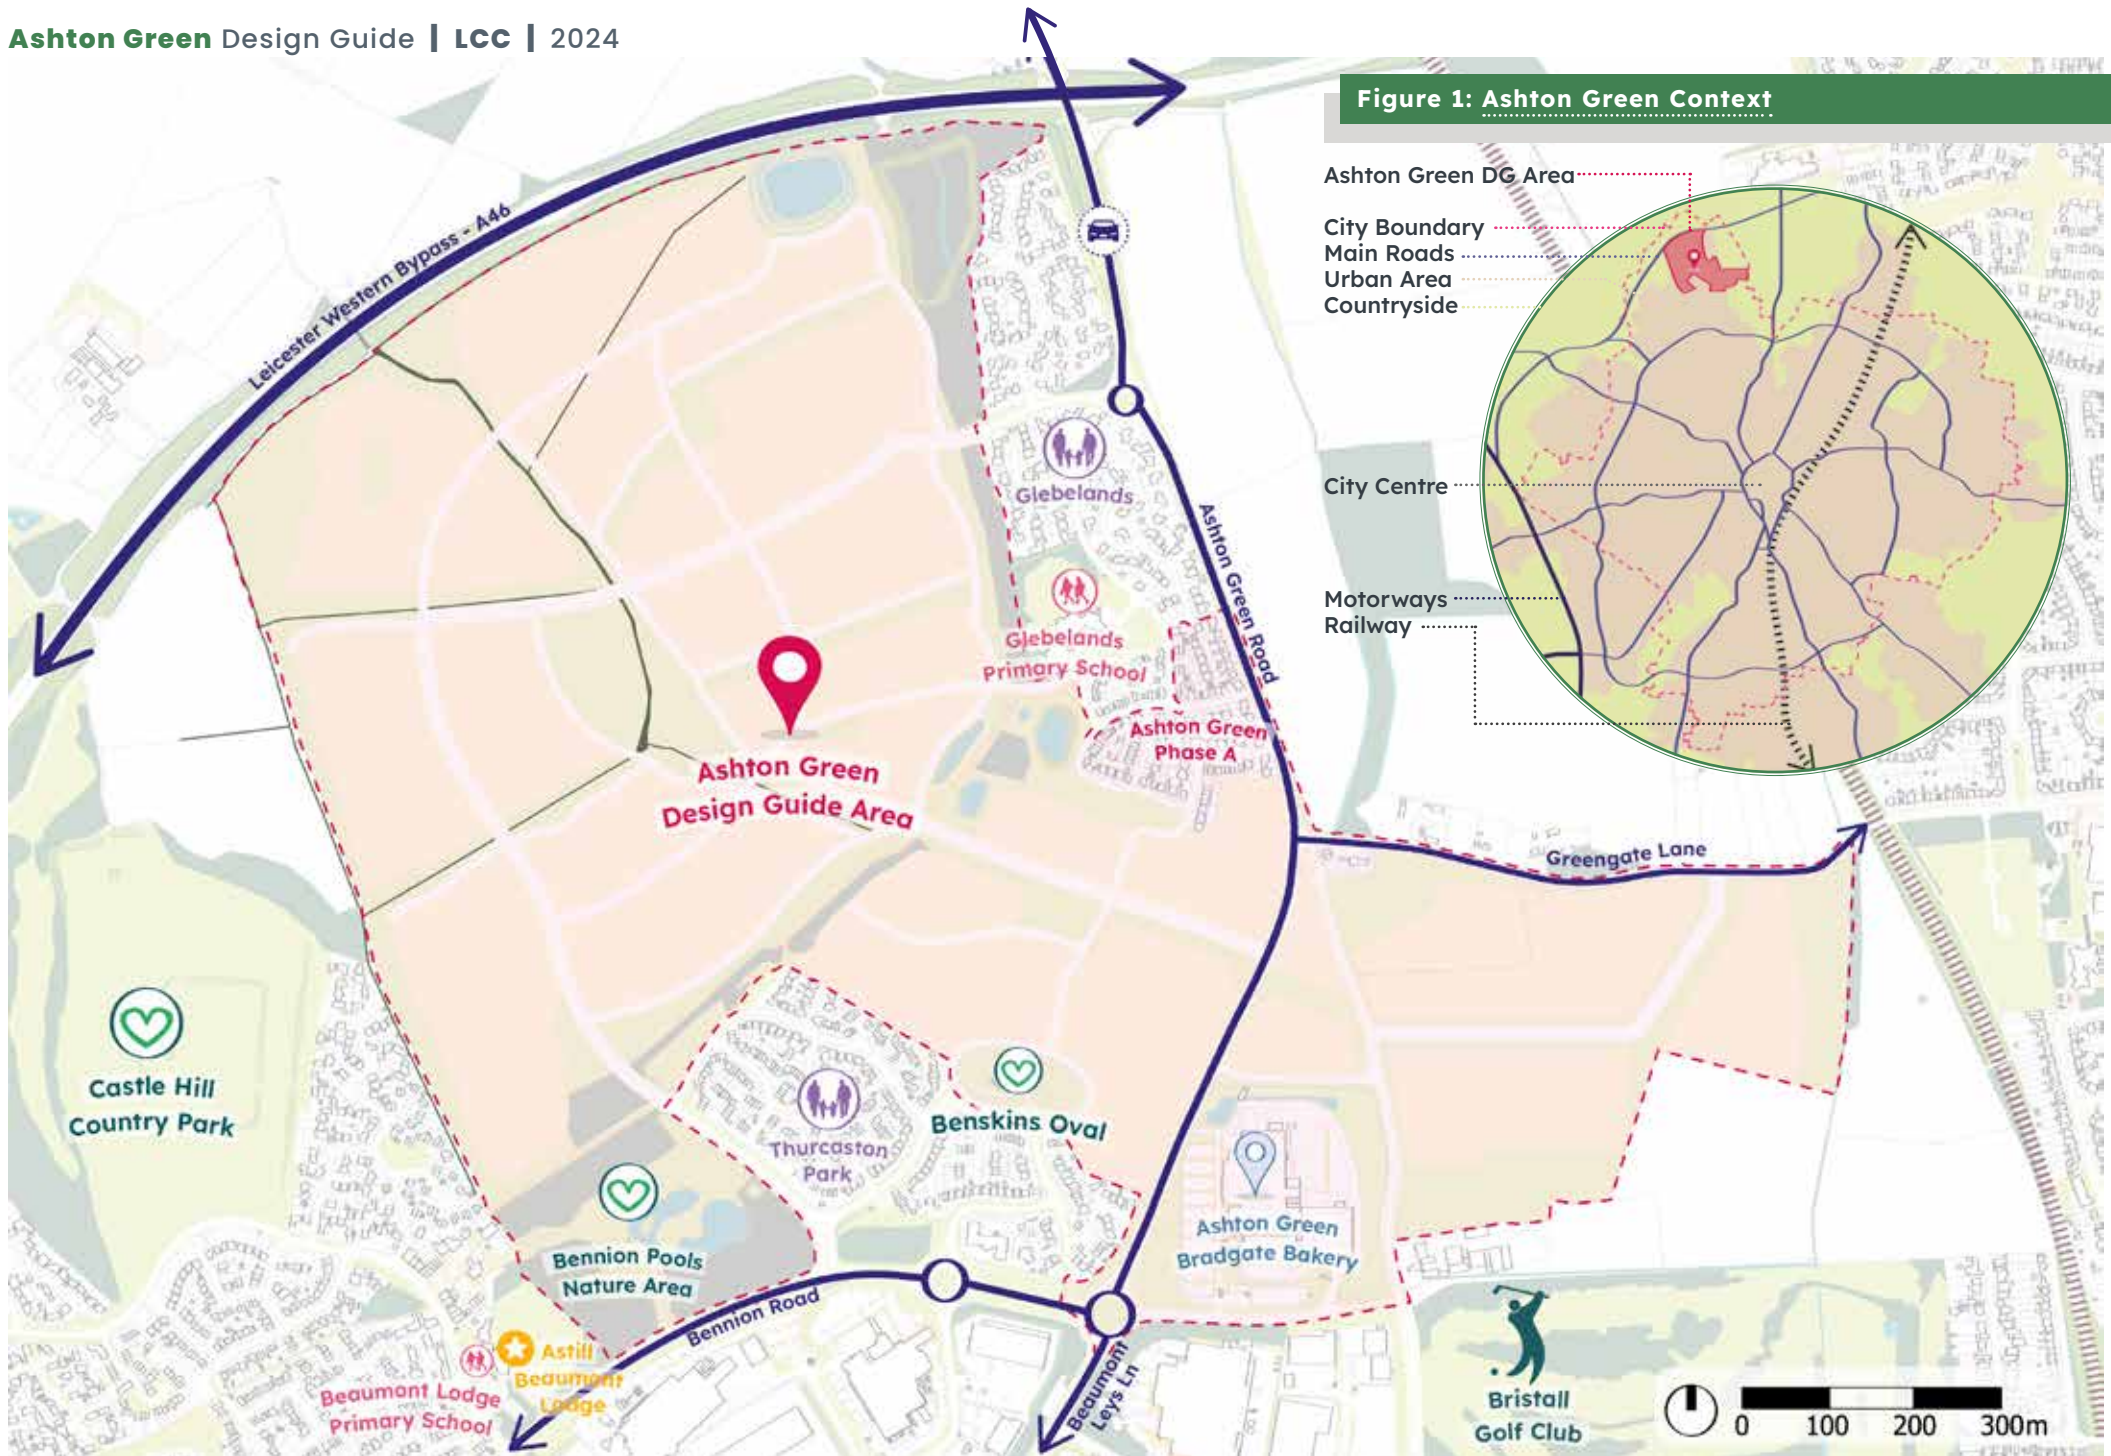 Ashton Green Design Guide | LCC | 2024
Figure 1: Ashton Green Context
Ashton Green DG Area
City Boundary
Main Roads
Urban Area
Countryside
City Centre
Motorways
Railway
Leicester Western Bypass - A46
Glebelands
Ashton Green Road
Glebelands
Primary School
Ashton Green
Phase A
Ashton Green
Design Guide Area
Greengate Lane
Castle Hill
Country Park
Benskins Oval
Thurcaston
Park
Ashton Green
Bradgate Bakery
Bennion Pools
Nature Area
Bennion Road
Astill
Beaumont
Lodge
Beaumont Lodge
Primary School
Beaumont
Leys Ln
Bristall
Golf Club
0 100 200 300m